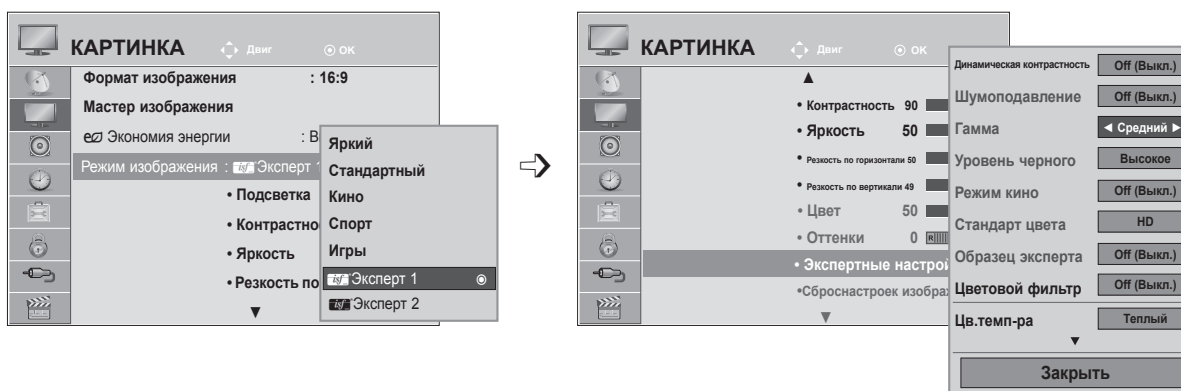 КАРТИНКА
Двиг
OK
Формат изображения : 16:9
Мастер изображения
Экономия энергии : В
Режим изображения : isf Эксперт 1
• Подсветка
• Контрастно
• Яркость
• Резкость по
▼
Яркий
Стандартный
Кино
Спорт
Игры
isf Эксперт 1
isf Эксперт 2
КАРТИНКА
Двиг
OK
▲
• Контрастность 90
• Яркость 50
• Резкость по горизонтали 50
• Резкость по вертикали 49
• Цвет 50
• Оттенки 0 R
• Экспертные настрой
•Сброснастроек изображ
▼
Динамическая контрастность Off (Выкл.)
Шумоподавление Off (Выкл.)
Гамма ◄ Средний ►
Уровень черного Высокое
Режим кино Off (Выкл.)
Стандарт цвета HD
Образец эксперта Off (Выкл.)
Цветовой фильтр Off (Выкл.)
Цв.темп-ра Теплый
▼
Закрыть